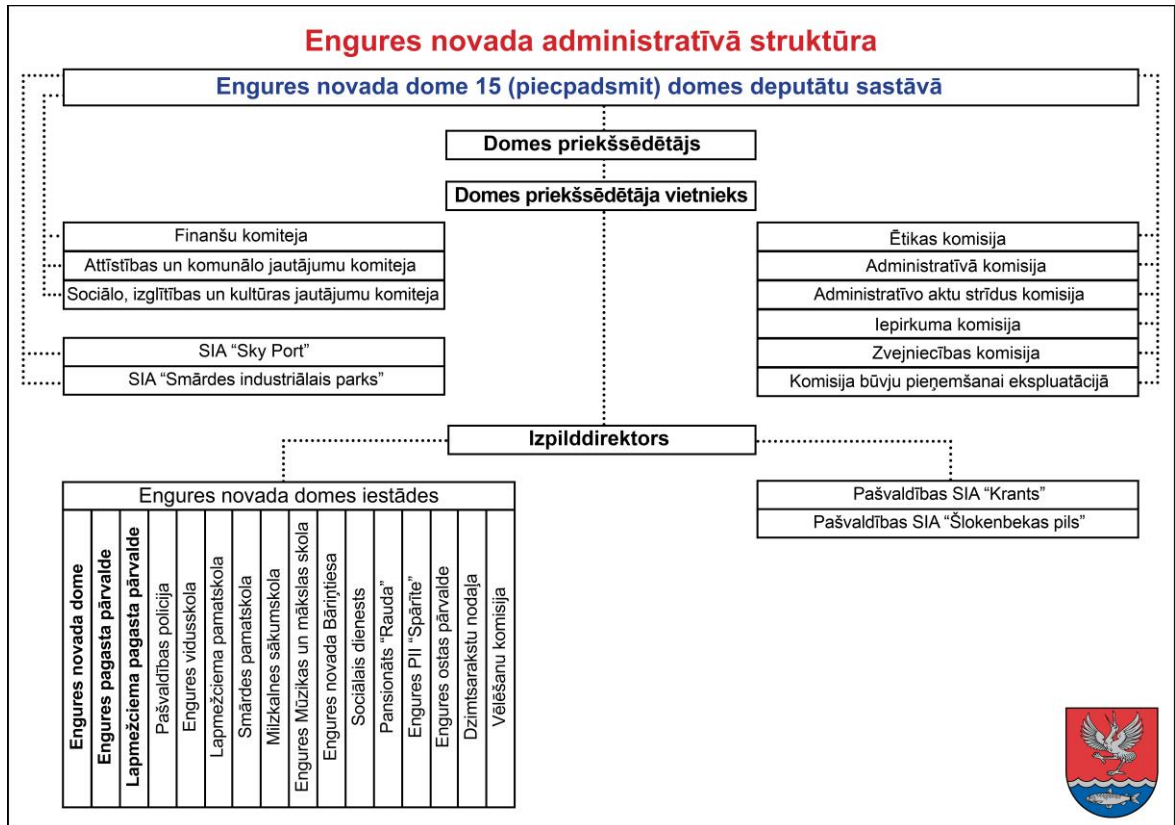 Engures novada administratīvā struktūra
Engures novada dome 15 (piecpadsmit) domes deputātu sastāvā
Domes priekšsēdētājs
Domes priekšsēdētāja vietnieks
Finanšu komiteja
Attīstības un komunālo jautājumu komiteja
Sociālo, izglītības un kultūras jautājumu komiteja
SIA “Sky Port”
SIA “Smārdes industriālais parks”
Ētikas komisija
Administratīvā komisija
Administratīvo aktu strīdus komisija
Iepirkuma komisija
Zvejniecības komisija
Komisija būvju pieņemšanai ekspluatācijā
Izpilddirektors
Engures novada domes iestādes
Engures novada dome
Engures pagasta pārvalde
Lapmežciema pagasta pārvalde
Pašvaldības policija
Engures vidusskola
Lapmežciema pamatskola
Smārdes pamatskola
Milzkalnes sākumskola
Engures Mūzikas un mākslas skola
Engures novada Bāriņtiesa
Sociālais dienests
Pansionāts “Rauda”
Engures PII “Spārīte”
Engures ostas pārvalde
Dzimtsarakstu nodaļa
Vēlēšanu komisija
Pašvaldības SIA “Krants”
Pašvaldības SIA “Šlokenbekas pils”